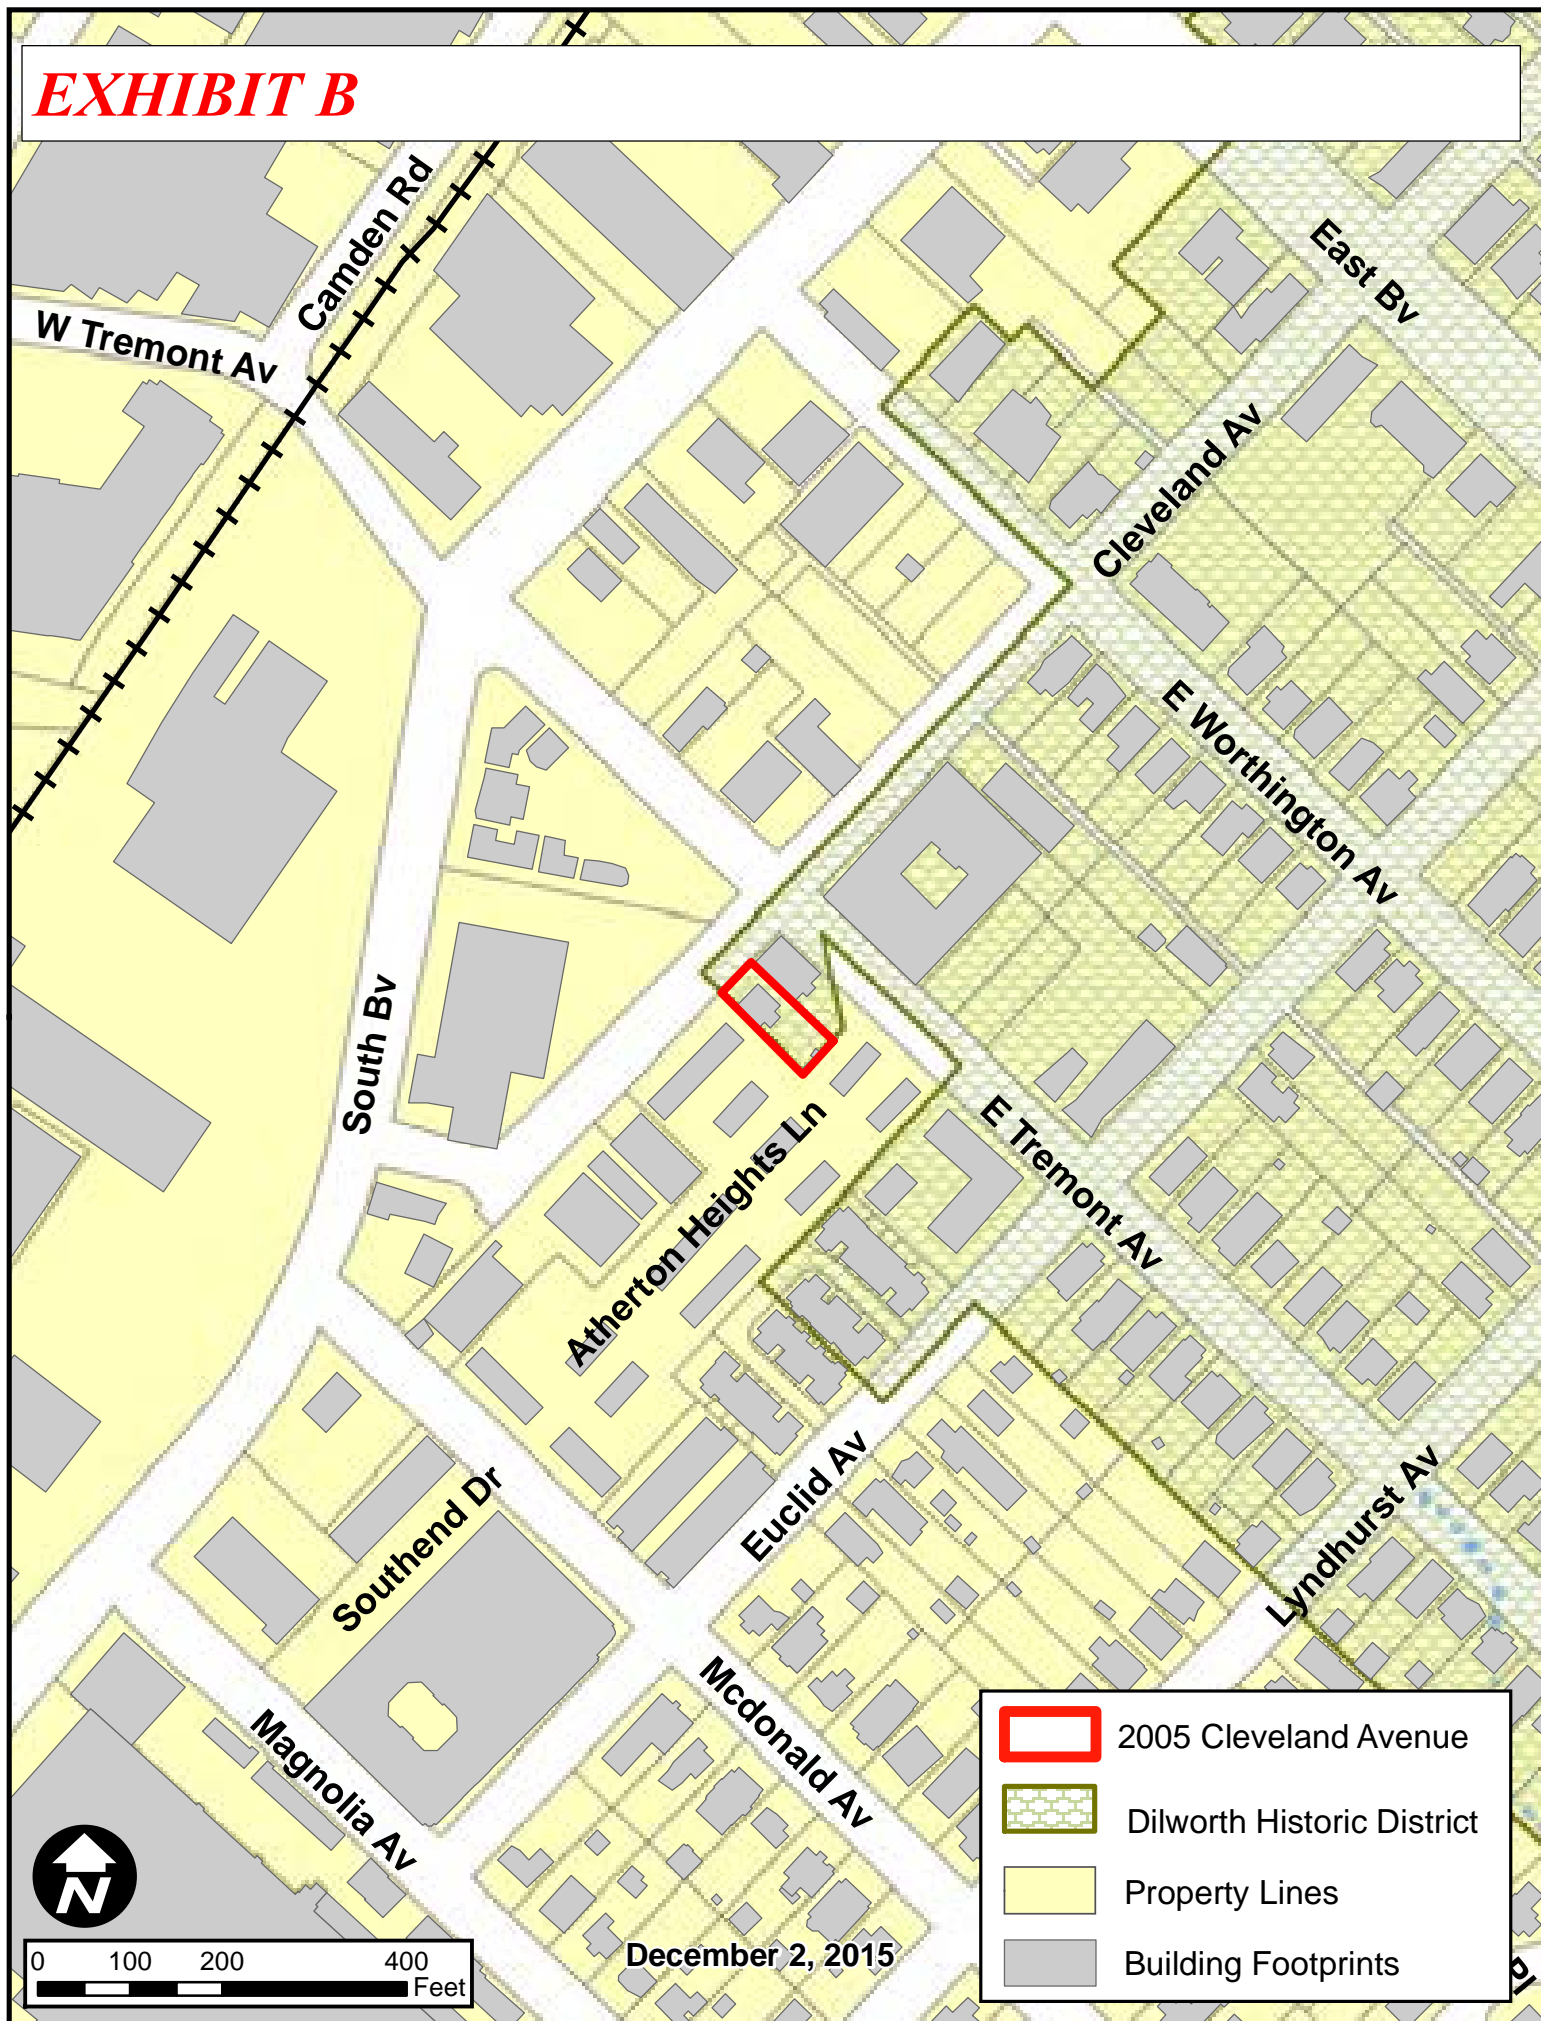 EXHIBIT B
Camden Rd
W Tremont Av
East Bv
Cleveland Av
E Worthington Av
South Bv
E Tremont Av
Atherton Heights Ln
Euclid Av
Lyndhurst Av
Southend Dr
Mcdonald Av
Magnolia Av
2005 Cleveland Avenue
Dilworth Historic District
Property Lines
Building Footprints
Pl
N
December 2, 2015
0 100 200 400
Feet